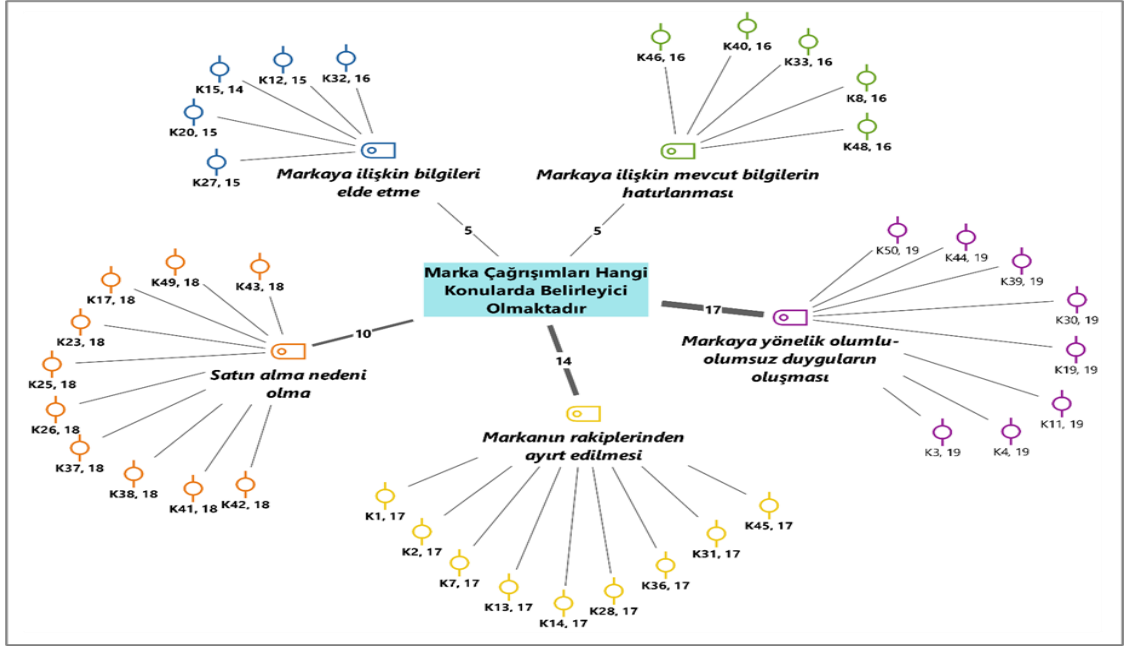 K15, 14
K12, 15
K32, 16
K20, 15
K27, 15
Markaya ilişkin bilgileri
elde etme
5
K46, 16
K40, 16
K33, 16
K8, 16
K48, 16
Markaya ilişkin mevcut bilgilerin
hatırlanması
5
Marka Çağrışımları Hangi
Konularda Belirleyici
Olmaktadır
K50, 19
K44, 19
K39, 19
K30, 19
K19, 19
K11, 19
K4, 19
K3, 19
17
Markaya yönelik olumlu-
olumsuz duyguların
oluşması
K43, 18
K49, 18
K17, 18
K23, 18
K25, 18
K26, 18
K37, 18
K38, 18
K41, 18
K42, 18
10
Satın alma nedeni
olma
14
Markanın rakiplerinden
ayırt edilmesi
K1, 17
K2, 17
K7, 17
K13, 17
K14, 17
K28, 17
K36, 17
K31, 17
K45, 17